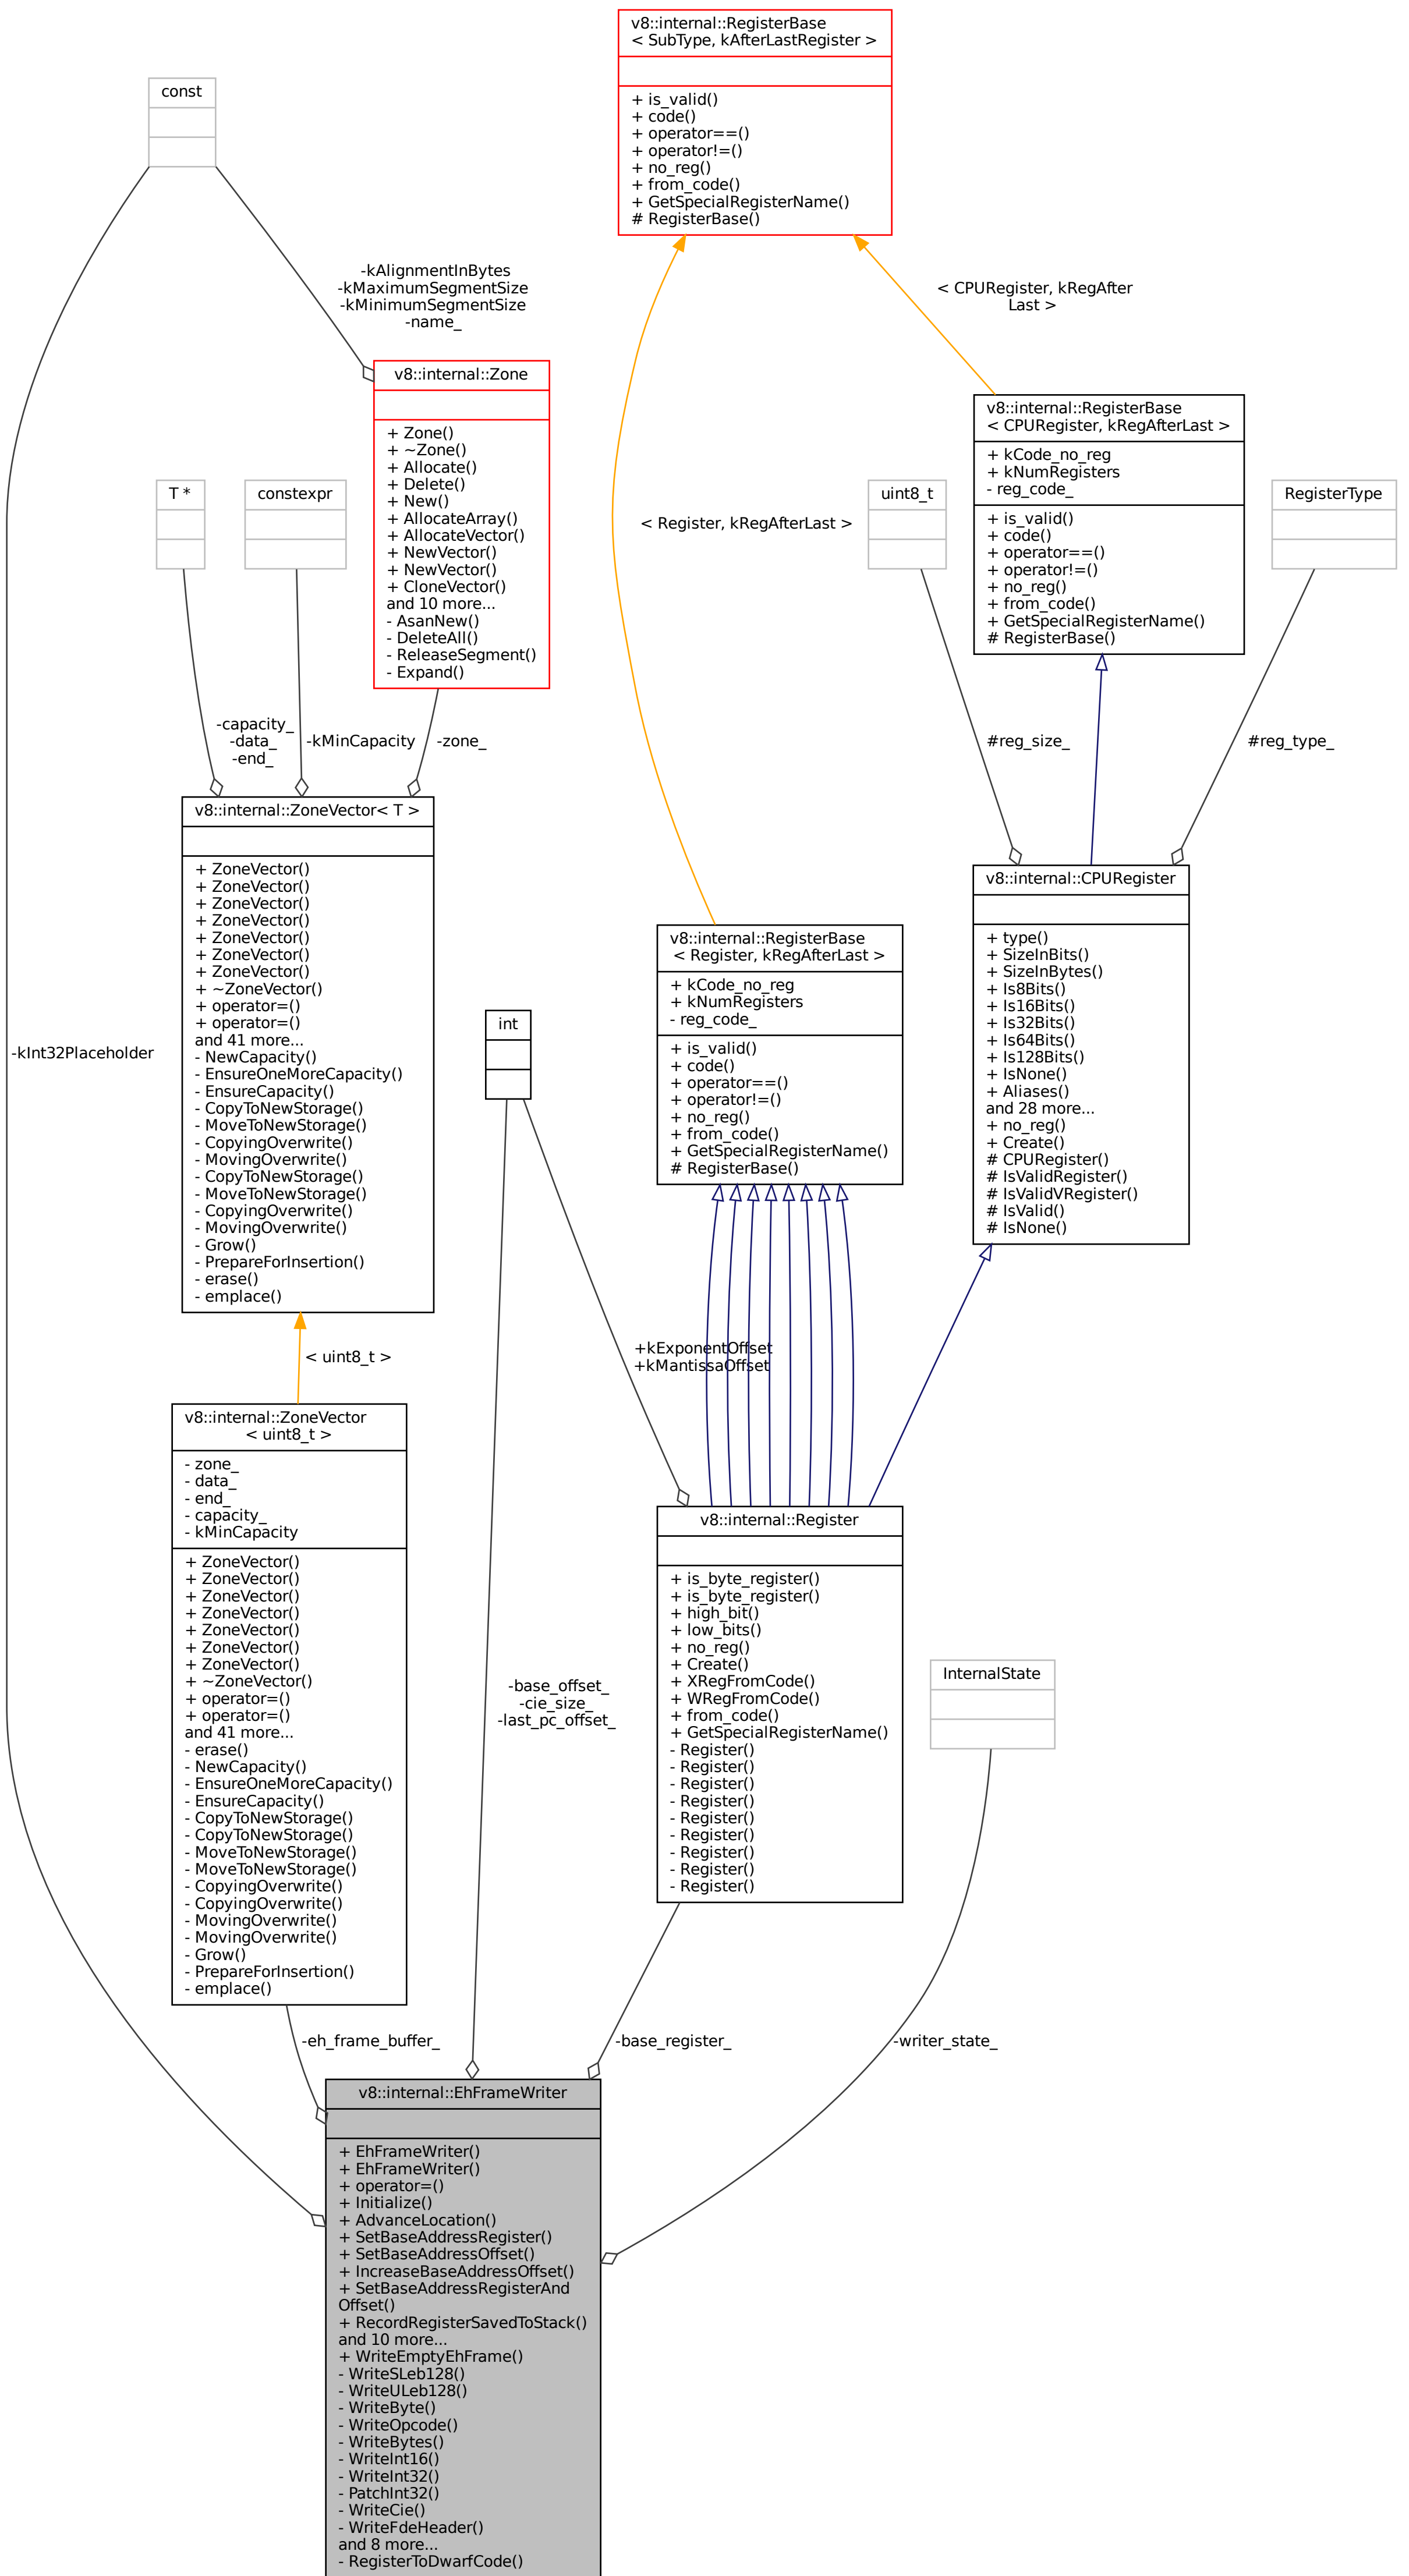 v8::internal::RegisterBase
< SubType, kAfterLastRegister >
+ is_valid()
+ code()
+ operator==()
+ operator!=()
+ no_reg()
+ from_code()
+ GetSpecialRegisterName()
# RegisterBase()
const
-kAlignmentInBytes
-kMaximumSegmentSize
-kMinimumSegmentSize
-name_
< CPURegister, kRegAfter
Last >
v8::internal::Zone
+ Zone()
+ ~Zone()
+ Allocate()
+ Delete()
+ New()
+ AllocateArray()
+ AllocateVector()
+ NewVector()
+ NewVector()
+ CloneVector()
and 10 more...
- AsanNew()
- DeleteAll()
- ReleaseSegment()
- Expand()
v8::internal::RegisterBase
< CPURegister, kRegAfterLast >
+ kCode_no_reg
+ kNumRegisters
- reg_code_
+ is_valid()
+ code()
+ operator==()
+ operator!=()
+ no_reg()
+ from_code()
+ GetSpecialRegisterName()
# RegisterBase()
T *
constexpr
uint8_t
RegisterType
< Register, kRegAfterLast >
-capacity_
-data_
-end_
-kMinCapacity
-zone_
#reg_size_
#reg_type_
v8::internal::ZoneVector< T >
+ ZoneVector()
+ ZoneVector()
+ ZoneVector()
+ ZoneVector()
+ ZoneVector()
+ ZoneVector()
+ ZoneVector()
+ ~ZoneVector()
+ operator=()
+ operator=()
and 41 more...
- NewCapacity()
- EnsureOneMoreCapacity()
- EnsureCapacity()
- CopyToNewStorage()
- MoveToNewStorage()
- CopyingOverwrite()
- MovingOverwrite()
- CopyToNewStorage()
- MoveToNewStorage()
- CopyingOverwrite()
- MovingOverwrite()
- Grow()
- PrepareForInsertion()
- erase()
- emplace()
v8::internal::CPURegister
+ type()
+ SizeInBits()
+ SizeInBytes()
+ Is8Bits()
+ Is16Bits()
+ Is32Bits()
+ Is64Bits()
+ Is128Bits()
+ IsNone()
+ Aliases()
and 28 more...
+ no_reg()
+ Create()
# CPURegister()
# IsValidRegister()
# IsValidVRegister()
# IsValid()
# IsNone()
v8::internal::RegisterBase
< Register, kRegAfterLast >
+ kCode_no_reg
+ kNumRegisters
- reg_code_
+ is_valid()
+ code()
+ operator==()
+ operator!=()
+ no_reg()
+ from_code()
+ GetSpecialRegisterName()
# RegisterBase()
int
-kInt32Placeholder
+kExponentOffset
+kMantissaOffset
< uint8_t >
v8::internal::ZoneVector
< uint8_t >
- zone_
- data_
- end_
- capacity_
- kMinCapacity
+ ZoneVector()
+ ZoneVector()
+ ZoneVector()
+ ZoneVector()
+ ZoneVector()
+ ZoneVector()
+ ZoneVector()
+ ~ZoneVector()
+ operator=()
+ operator=()
and 41 more...
- erase()
- NewCapacity()
- EnsureOneMoreCapacity()
- EnsureCapacity()
- CopyToNewStorage()
- CopyToNewStorage()
- MoveToNewStorage()
- MoveToNewStorage()
- CopyingOverwrite()
- CopyingOverwrite()
- MovingOverwrite()
- MovingOverwrite()
- Grow()
- PrepareForInsertion()
- emplace()
v8::internal::Register
+ is_byte_register()
+ is_byte_register()
+ high_bit()
+ low_bits()
+ no_reg()
+ Create()
+ XRegFromCode()
+ WRegFromCode()
+ from_code()
+ GetSpecialRegisterName()
- Register()
- Register()
- Register()
- Register()
- Register()
- Register()
- Register()
- Register()
- Register()
InternalState
-base_offset_
-cie_size_
-last_pc_offset_
-eh_frame_buffer_
-base_register_
-writer_state_
v8::internal::EhFrameWriter
+ EhFrameWriter()
+ EhFrameWriter()
+ operator=()
+ Initialize()
+ AdvanceLocation()
+ SetBaseAddressRegister()
+ SetBaseAddressOffset()
+ IncreaseBaseAddressOffset()
+ SetBaseAddressRegisterAnd
Offset()
+ RecordRegisterSavedToStack()
and 10 more...
+ WriteEmptyEhFrame()
- WriteSLeb128()
- WriteULeb128()
- WriteByte()
- WriteOpcode()
- WriteBytes()
- WriteInt16()
- WriteInt32()
- PatchInt32()
- WriteCie()
- WriteFdeHeader()
and 8 more...
- RegisterToDwarfCode()